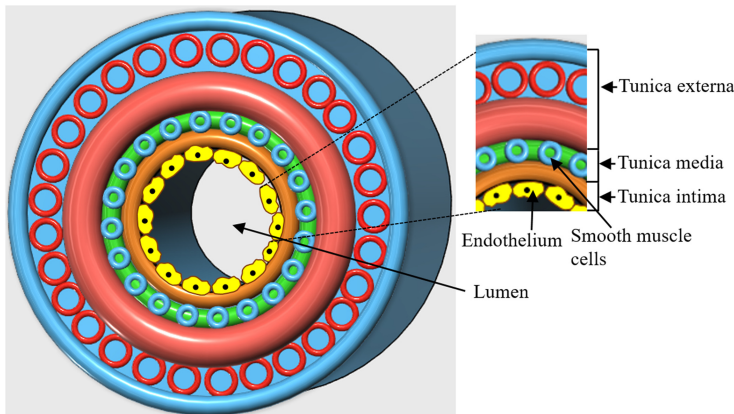 Tunica externa
Tunica media
Tunica intima
Endothelium
Smooth muscle
cells
Lumen